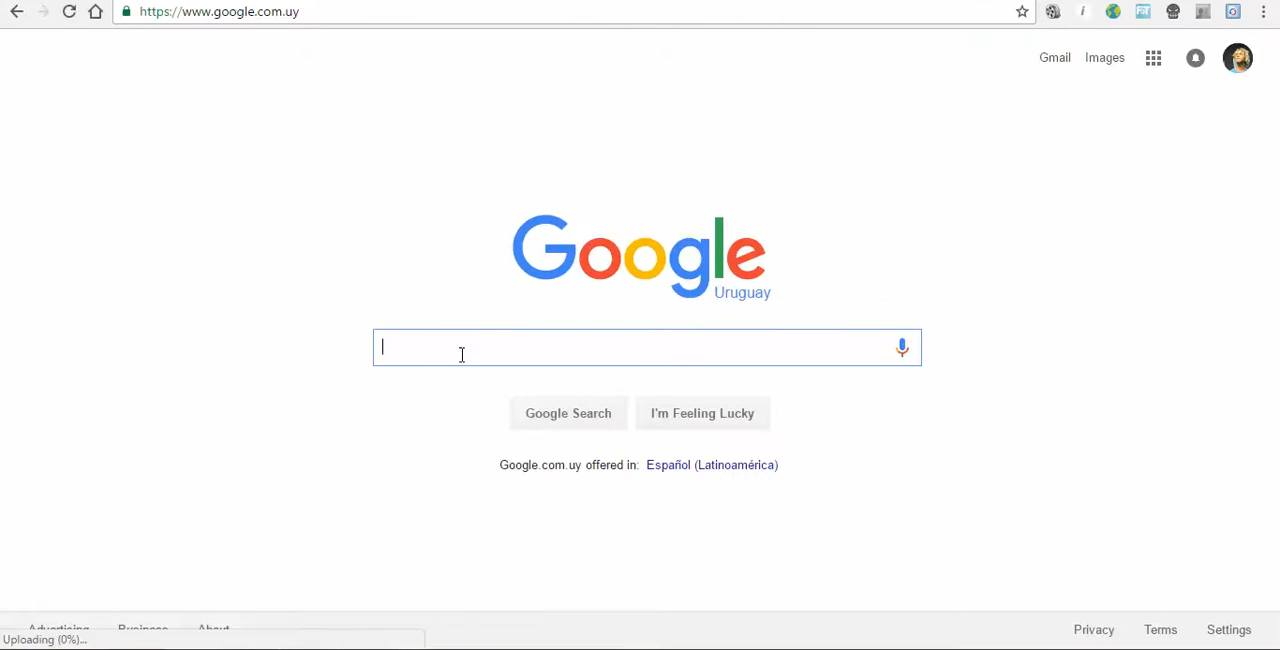 https://www.google.com.uy
Gmail Images
Google
Uruguay
Google Search I'm Feeling Lucky
Google.com.uy offered in: Español (Latinoamérica)
Advertising Business About Privacy Terms Settings
Uploading (0%)...